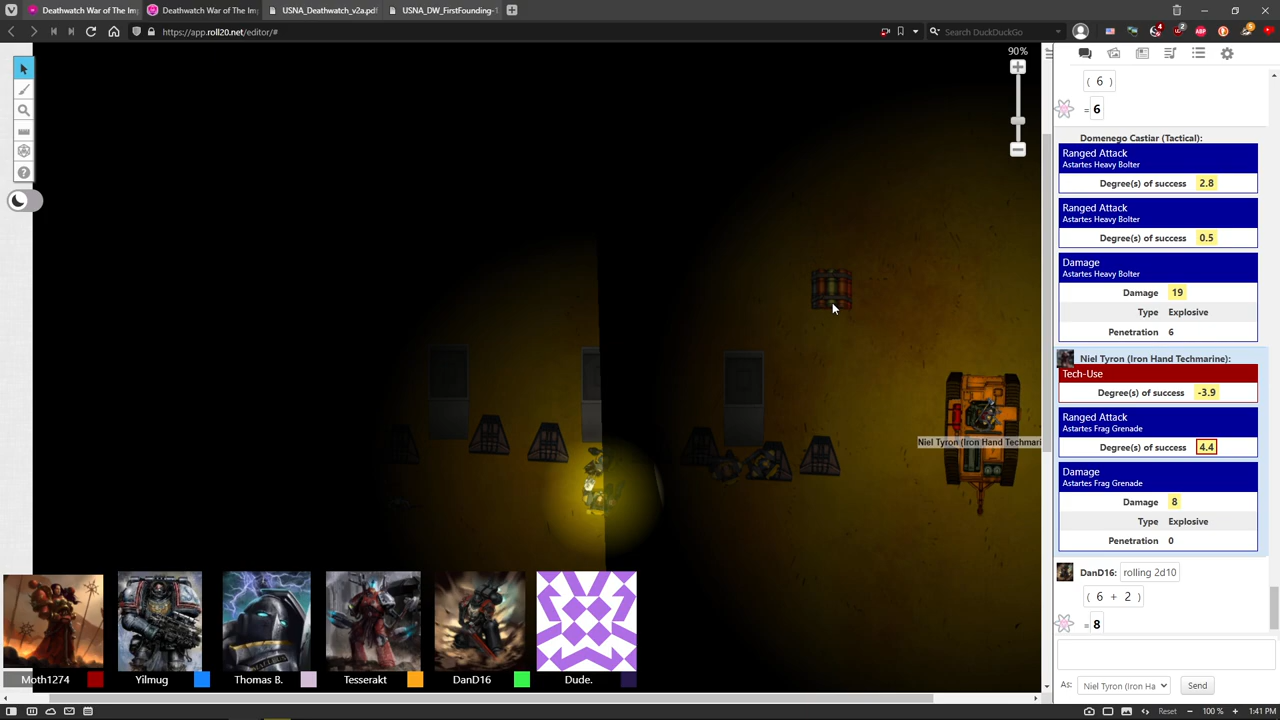 Deathwatch War of The Imp
Deathwatch War of The Imp
USNA_Deathwatch_v2a.pdf
USNA_DW_FirstFounding-1
https://app.roll20.net/editor/#
Search DuckDuckGo
90%
( 6 )
= 6
Domenego Castiar (Tactical):
Ranged Attack
Astartes Heavy Bolter
Degree(s) of success 2.8
Ranged Attack
Astartes Heavy Bolter
Degree(s) of success 0.5
Damage
Astartes Heavy Bolter
Damage 19
Type Explosive
Penetration 6
Niel Tyron (Iron Hand Techmarine):
Tech-Use
Degree(s) of success -3.9
Ranged Attack
Astartes Frag Grenade
Degree(s) of success 4.4
Damage
Astartes Frag Grenade
Damage 8
Type Explosive
Penetration 0
DanD16: rolling 2d10
( 6 + 2 )
= 8
Niel Tyron (Iron Hand Techmari
Moth1274
Yilmug
Thomas B.
Tesserakt
DanD16
Dude.
As: Niel Tyron (Iron Ha
Send
Reset
100 %
1:41 PM